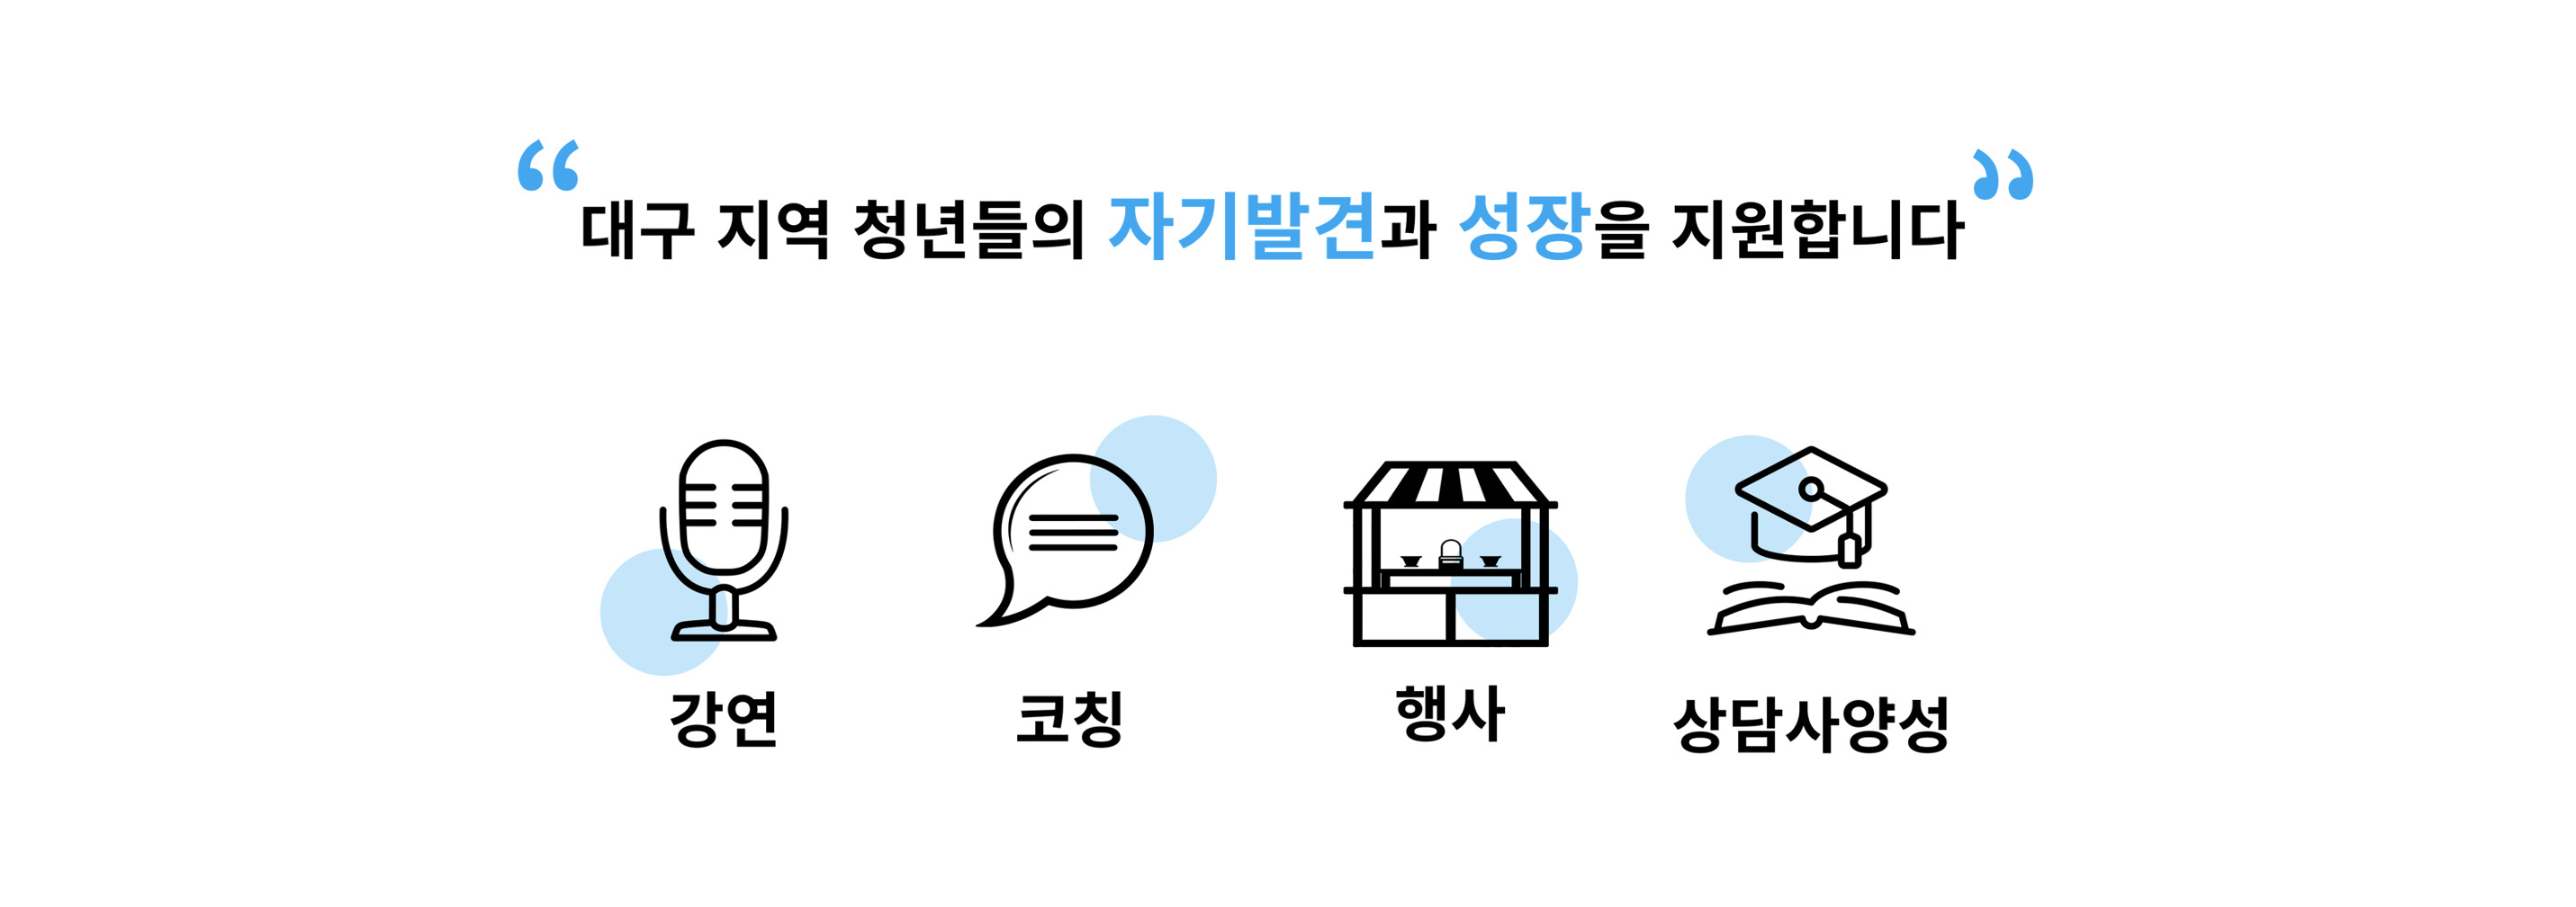 “대구 지역 청년들의 자기발견과 성장을 지원합니다”
강연
코칭
행사
상담사양성